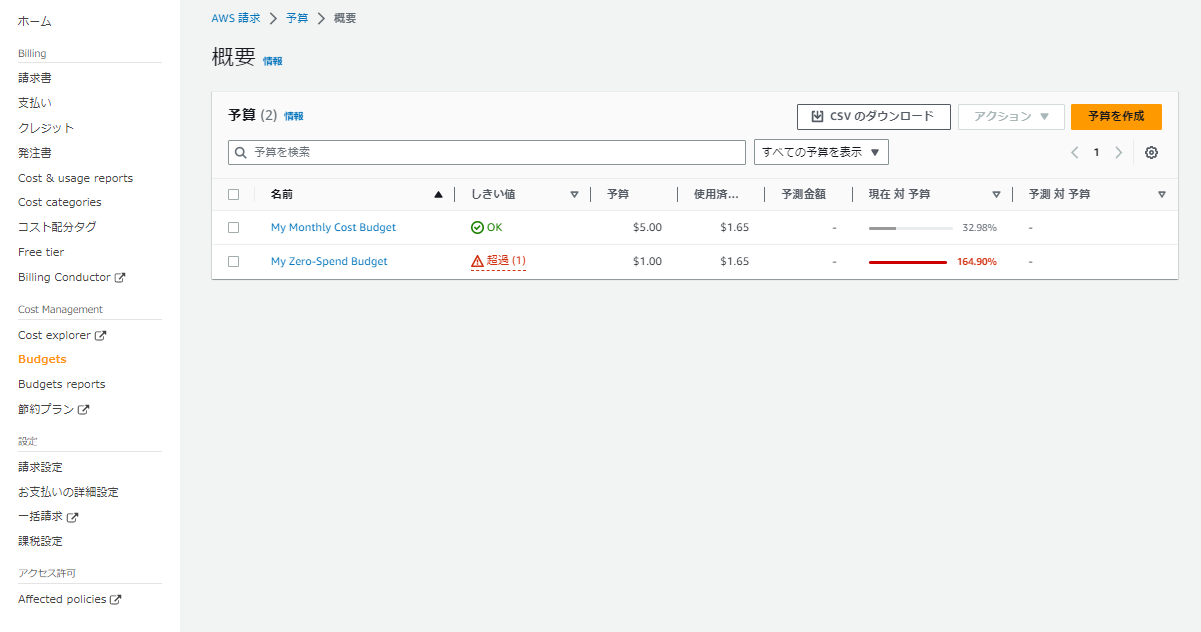 ホーム
Billing
請求書
支払い
クレジット
発注書
Cost & usage reports
Cost categories
コスト配分タグ
Free tier
Billing Conductor
Cost Management
Cost explorer
Budgets
Budgets reports
節約プラン
設定
請求設定
お支払いの詳細設定
一括請求
課税設定
アクセス許可
Affected policies
AWS 請求 予算 概要
概要 情報
予算 (2) 情報 CSV のダウンロード アクション 予算を作成
予算を検索 すべての予算を表示 1
名前 しきい値 予算 使用済... 予測金額 現在 対 予算 予測 対 予算
My Monthly Cost Budget OK $5.00 $1.65 - 32.98% -
My Zero-Spend Budget 超過 (1) $1.00 $1.65 - 164.90% -